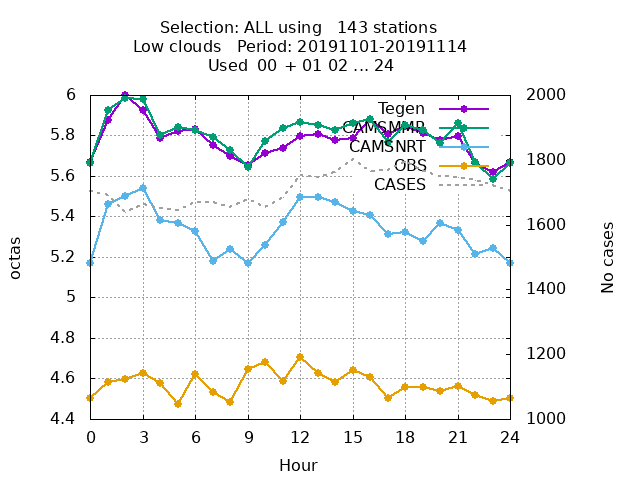 Selection: ALL using   143 stations
Low clouds   Period: 20191101-20191114
Used  00 + 01 02 ... 24
6
5.8
5.6
5.4
5.2
5
4.8
4.6
4.4
octas
2000
1800
1600
1400
1200
1000
No cases
Tegen
CAMSMMR
CAMSNRT
OBS
CASES
0 3 6 9 12 15 18 21 24
Hour